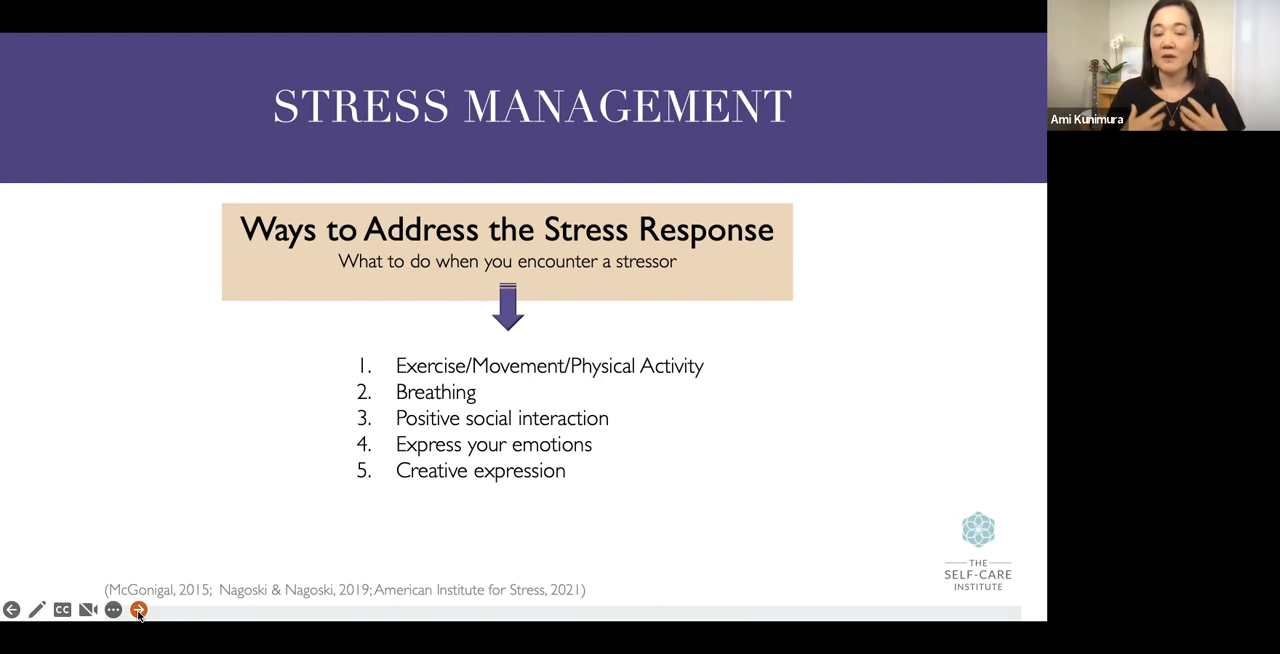 STRESS MANAGEMENT
Ways to Address the Stress Response
What to do when you encounter a stressor
1. Exercise/Movement/Physical Activity
2. Breathing
3. Positive social interaction
4. Express your emotions
5. Creative expression
(McGonigal, 2015; Nagoski & Nagoski, 2019; American Institute for Stress, 2021)
THE
SELF-CARE
INSTITUTE
CC
Ami Kunimura